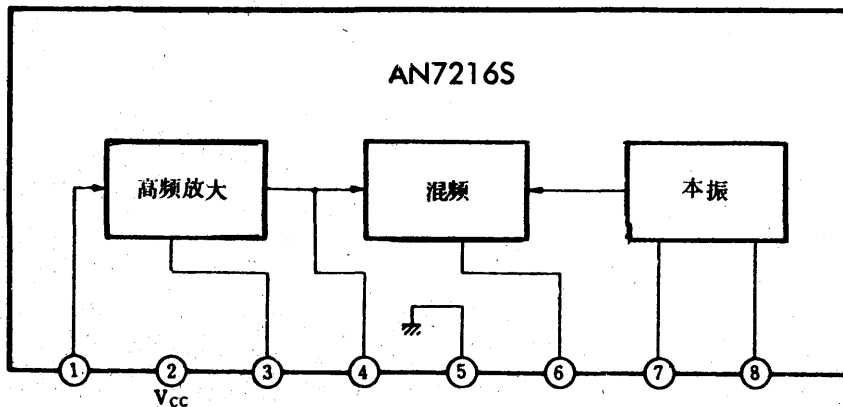 AN7216S
高频放大
混频
本振
① ② ③ ④ ⑤ ⑥ ⑦ ⑧
Vcc